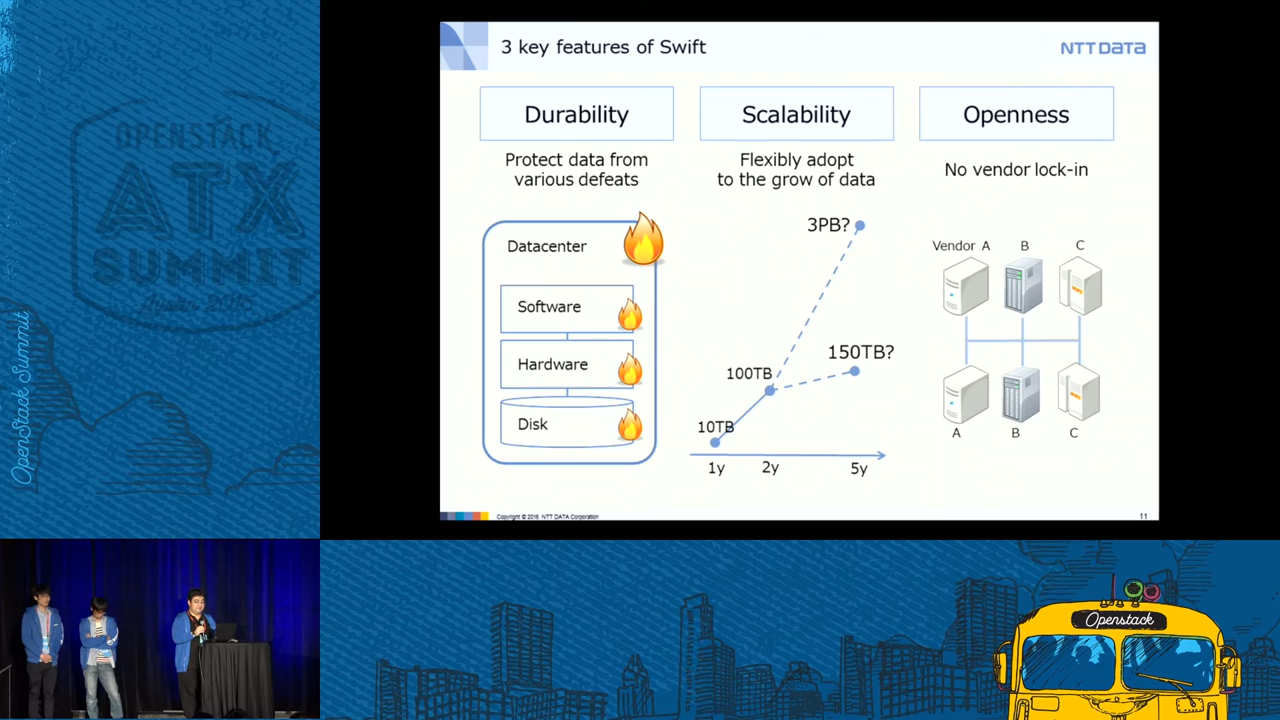 OPENSTACK
ATX
SUMMIT
OpenStack Summit
3 key features of Swift
NTT DATA
Durability
Protect data from
various defeats
Datacenter
Software
Hardware
Disk
Scalability
Flexibly adopt
to the grow of data
3PB?
150TB?
100TB
10TB
1y
2y
5y
Openness
No vendor lock-in
Vendor A
B
C
A
B
C
Copyright © 2016 NTT DATA Corporation
11
Openstack